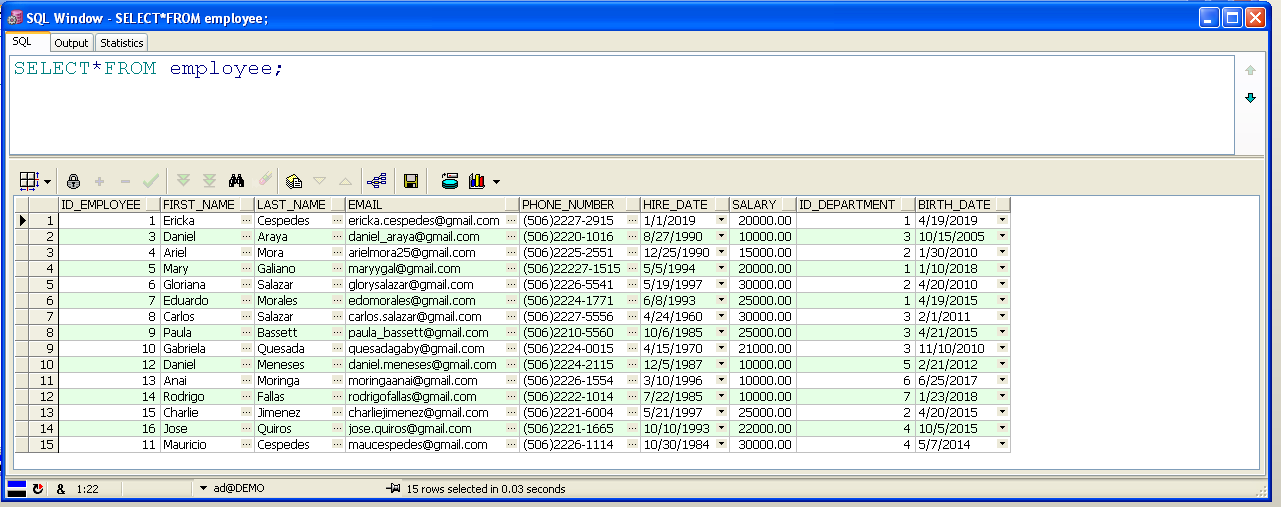 SQL Window - SELECT*FROM employee;
SQL Output Statistics
SELECT*FROM employee;
ID_EMPLOYEE FIRST_NAME LAST_NAME EMAIL PHONE_NUMBER HIRE_DATE SALARY ID_DEPARTMENT BIRTH_DATE
1 1 Ericka Cespedes ericka.cespedes@gmail.com (506)2227-2915 1/1/2019 20000.00 1 4/19/2019
2 3 Daniel Araya daniel_araya@gmail.com (506)2220-1016 8/27/1990 10000.00 3 10/15/2005
3 4 Ariel Mora arielmora25@gmail.com (506)2225-2551 12/25/1990 15000.00 2 1/30/2010
4 5 Mary Galiano maryygal@gmail.com (506)22227-1515 5/5/1994 20000.00 1 1/10/2018
5 6 Gloriana Salazar glorysalazar@gmail.com (506)2226-5541 5/19/1997 30000.00 2 4/20/2010
6 7 Eduardo Morales edomorales@gmail.com (506)2224-1771 6/8/1993 25000.00 1 4/19/2015
7 8 Carlos Salazar carlos.salazar@gmail.com (506)2227-5556 4/24/1960 30000.00 3 2/1/2011
8 9 Paula Bassett paula_bassett@gmail.com (506)2210-5560 10/6/1985 25000.00 3 4/21/2015
9 10 Gabriela Quesada quesadagaby@gmail.com (506)2224-0015 4/15/1970 21000.00 3 11/10/2010
10 12 Daniel Meneses daniel.meneses@gmail.com (506)2224-2115 12/5/1987 10000.00 5 2/21/2012
11 13 Anai Moringa moringaanai@gmail.com (506)2226-1554 3/10/1996 10000.00 6 6/25/2017
12 14 Rodrigo Fallas rodrigofallas@gmail.com (506)2222-1014 7/22/1985 10000.00 7 1/23/2018
13 15 Charlie Jimenez charliejimenez@gmail.com (506)2221-6004 5/21/1997 25000.00 2 4/20/2015
14 16 Jose Quiros jose.quiros@gmail.com (506)2221-1665 10/10/1993 22000.00 4 10/5/2015
15 11 Mauricio Cespedes maucespedes@gmail.com (506)2226-1114 10/30/1984 30000.00 4 5/7/2014
& 1:22 ad@DEMO 15 rows selected in 0.03 seconds